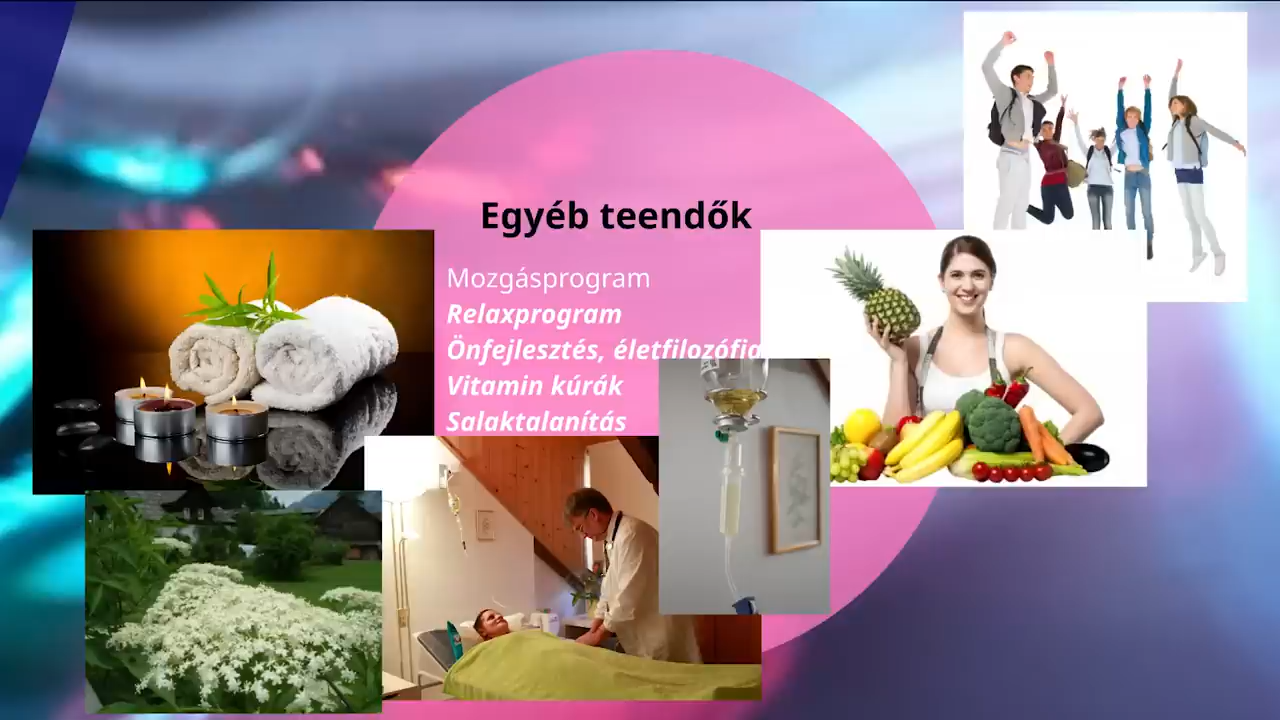 Egyéb teendők
Mozgásprogram
Relaxprogram
Önfejlesztés, életfilozófia
Vitamin kúrák
Salaktalanítás